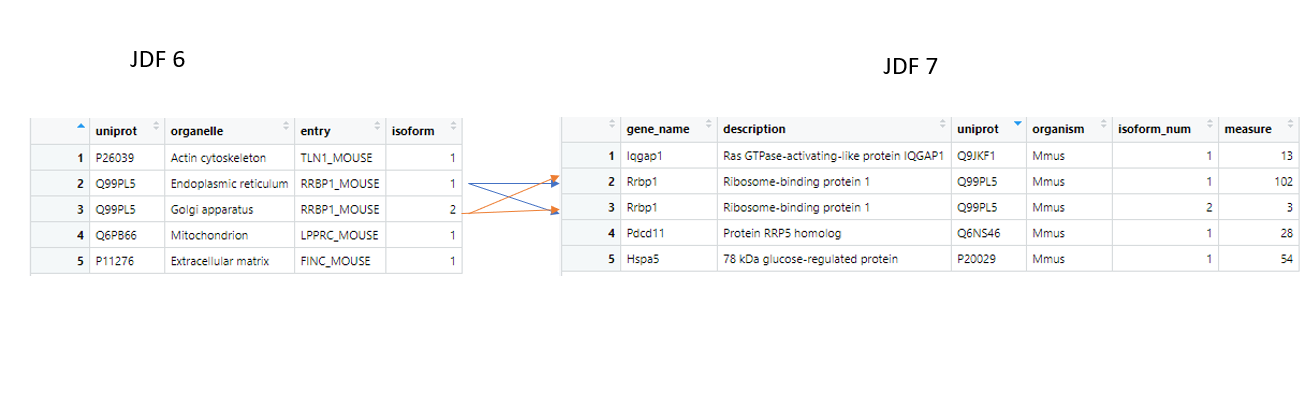 JDF 6
JDF 7
uniprot organelle entry isoform
1 P26039 Actin cytoskeleton TLN1_MOUSE 1
2 Q99PL5 Endoplasmic reticulum RRBP1_MOUSE 1
3 Q99PL5 Golgi apparatus RRBP1_MOUSE 2
4 Q6PB66 Mitochondrion LPPRC_MOUSE 1
5 P11276 Extracellular matrix FINC_MOUSE 1
gene_name description uniprot organism isoform_num measure
1 Iqgap1 Ras GTPase-activating-like protein IQGAP1 Q9JKF1 Mmus 1 13
2 Rrbp1 Ribosome-binding protein 1 Q99PL5 Mmus 1 102
3 Rrbp1 Ribosome-binding protein 1 Q99PL5 Mmus 2 3
4 Pdcd11 Protein RRP5 homolog Q6NS46 Mmus 1 28
5 Hspa5 78 kDa glucose-regulated protein P20029 Mmus 1 54